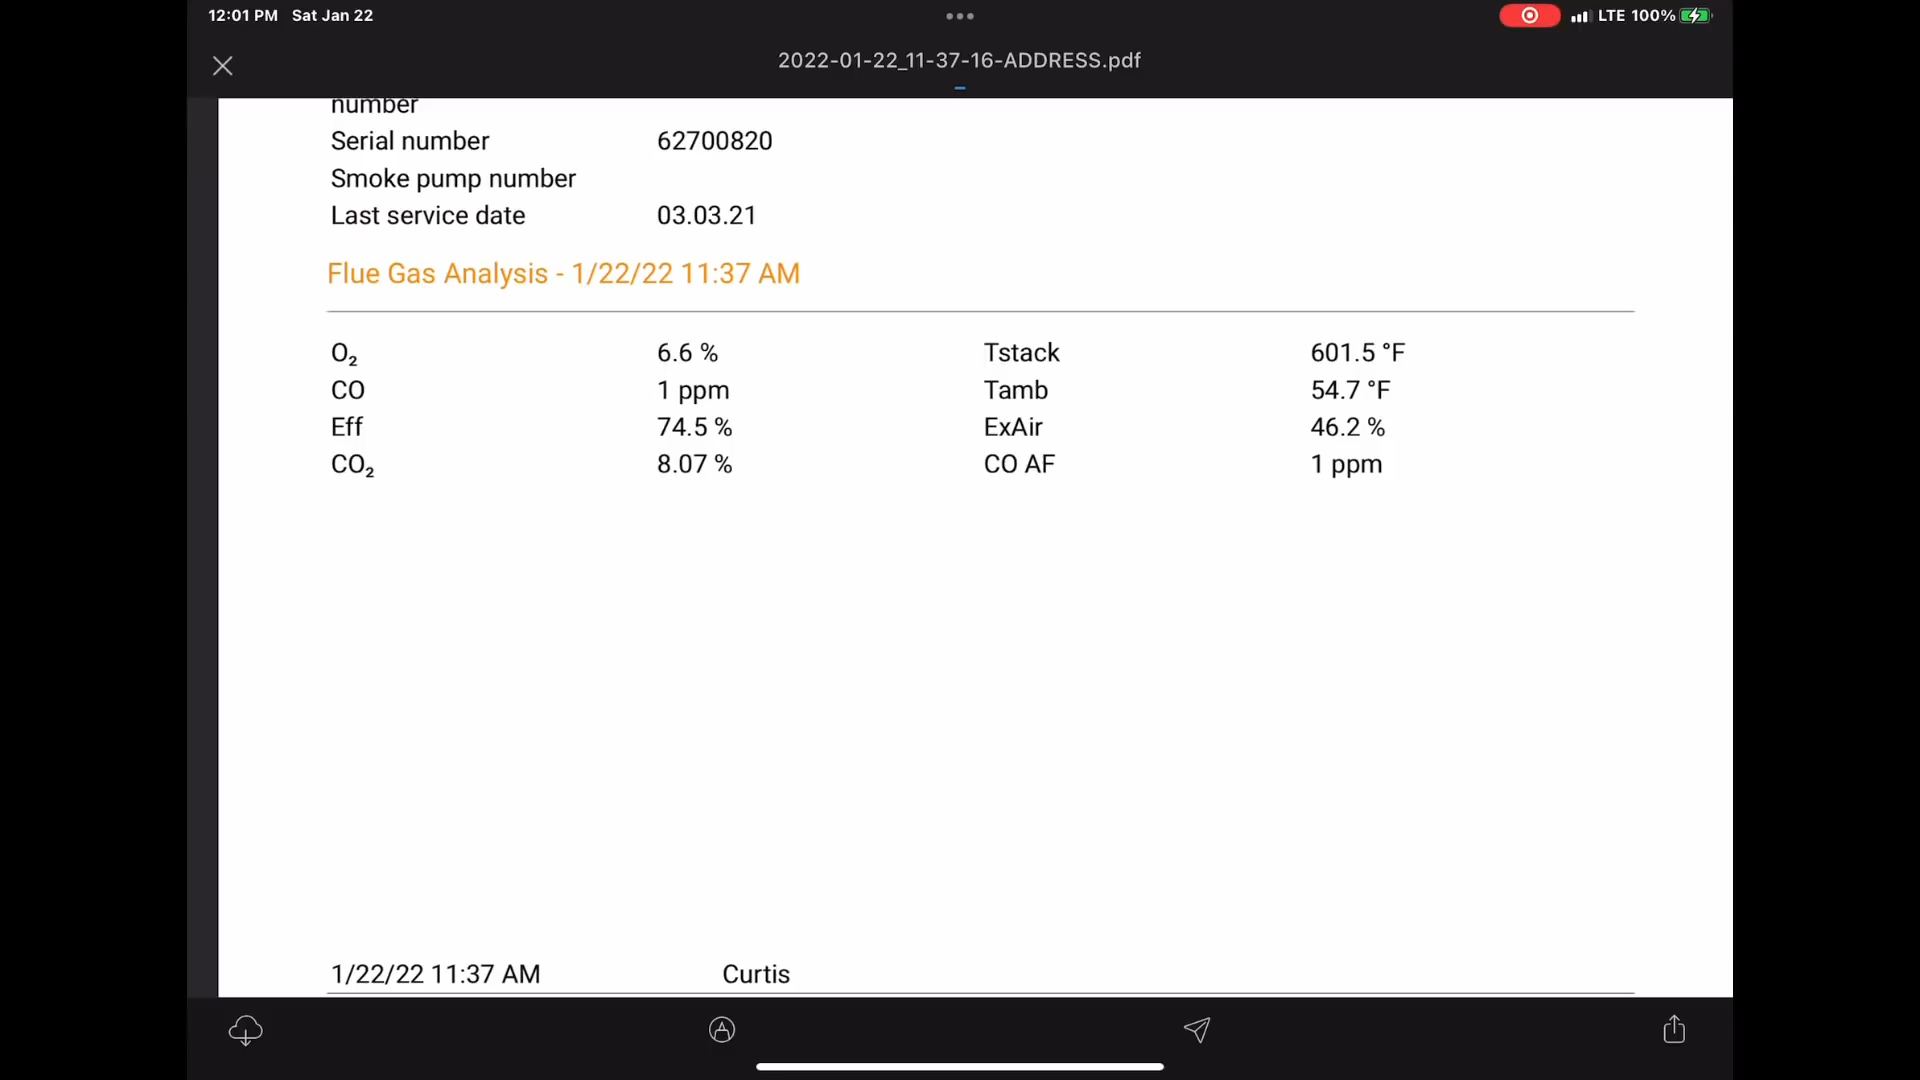 12:01 PM Sat Jan 22 LTE 100%
2022-01-22_11-37-16-ADDRESS.pdf
number
Serial number 62700820
Smoke pump number
Last service date 03.03.21
Flue Gas Analysis - 1/22/22 11:37 AM
O₂ 6.6 % Tstack 601.5 °F
CO 1 ppm Tamb 54.7 °F
Eff 74.5 % ExAir 46.2 %
CO₂ 8.07 % CO AF 1 ppm
1/22/22 11:37 AM Curtis